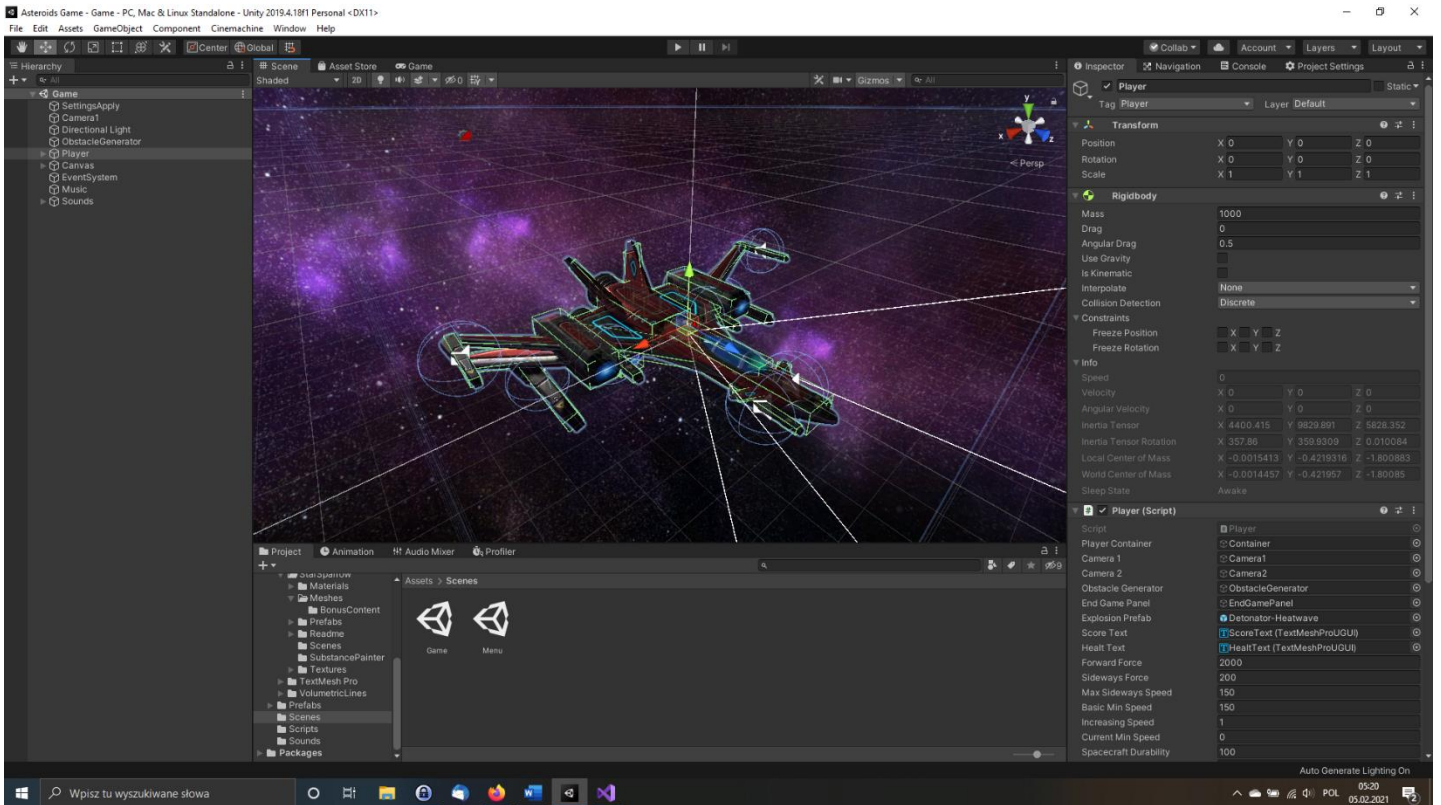 Asteroids Game - Game - PC, Mac & Linux Standalone - Unity 2019.4.18f1 Personal <DX11>
File Edit Assets GameObject Component Cinemachine Window Help
Center Global Collab Account Layers Layout
Hierarchy
All
Game
SettingsApply
Camera1
Directional Light
ObstacleGenerator
Player
Canvas
EventSystem
Music
Sounds
Scene Asset Store Game
Shaded 2D 0 Gizmos All
y
x z
Persp
Project Animation Audio Mixer Profiler
9
StarSparrow
Materials
Meshes
BonusContent
Prefabs
Readme
Scenes
SubstancePainter
Textures
TextMesh Pro
VolumetricLines
Prefabs
Scenes
Scripts
Sounds
Packages
Assets > Scenes
Game Menu
Inspector Navigation Console Project Settings
Player Static
Tag Player Layer Default
Transform
Position X 0 Y 0 Z 0
Rotation X 0 Y 0 Z 0
Scale X 1 Y 1 Z 1
Rigidbody
Mass 1000
Drag 0
Angular Drag 0.5
Use Gravity
Is Kinematic
Interpolate None
Collision Detection Discrete
Constraints
Freeze Position X Y Z
Freeze Rotation X Y Z
Info
Speed 0
Velocity X 0 Y 0 Z 0
Angular Velocity X 0 Y 0 Z 0
Inertia Tensor X 4400.415 Y 9829.891 Z 5828.352
Inertia Tensor Rotation X 357.86 Y 359.9309 Z 0.010084
Local Center of Mass X -0.0015413 Y -0.4219316 Z -1.800883
World Center of Mass X -0.0014457 Y -0.421957 Z -1.80085
Sleep State Awake
Player (Script)
Script Player
Player Container Container
Camera 1 Camera1
Camera 2 Camera2
Obstacle Generator ObstacleGenerator
End Game Panel EndGamePanel
Explosion Prefab Detonator-Heatwave
Score Text ScoreText (TextMeshProUGUI)
Healt Text HealtText (TextMeshProUGUI)
Forward Force 2000
Sideways Force 200
Max Sideways Speed 150
Basic Min Speed 150
Increasing Speed 1
Current Min Speed 0
Spacecraft Durability 100
Auto Generate Lighting On
Wpisz tu wyszukiwane słowa
POL
05:20
05.02.2021
2